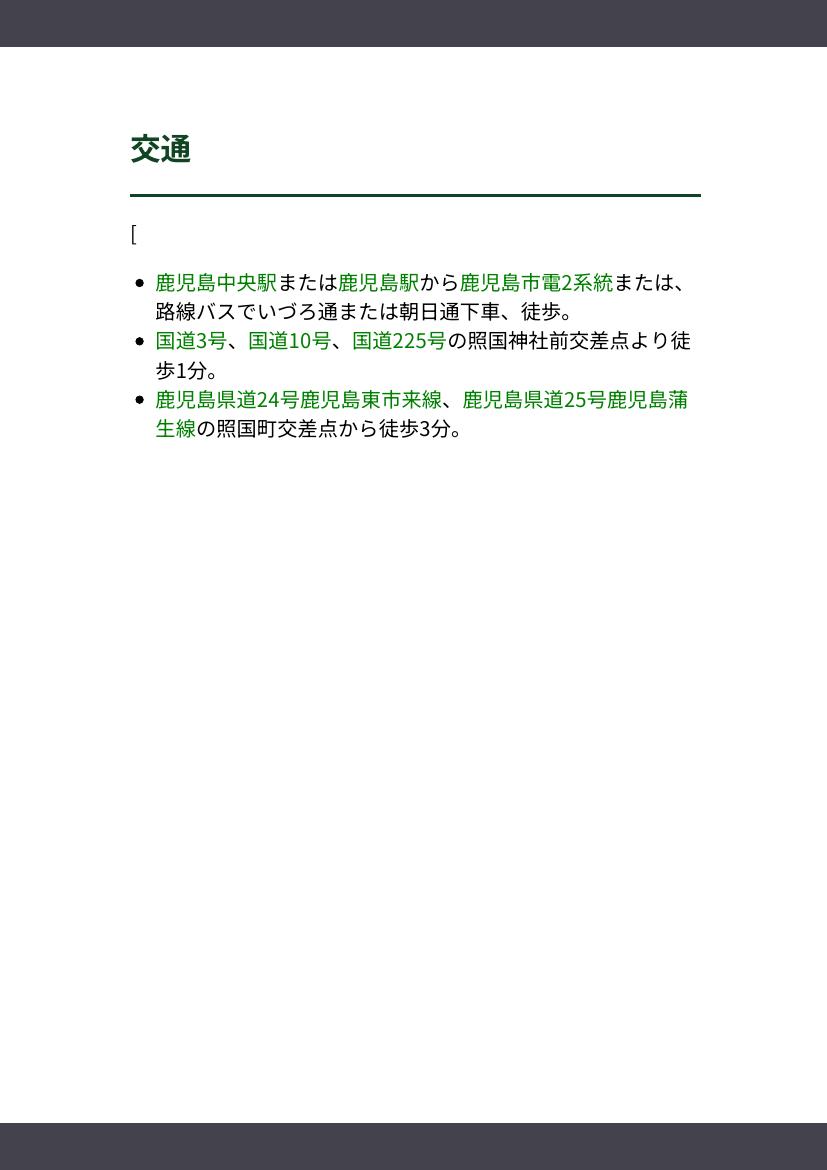 交通
[
鹿児島中央駅または鹿児島駅から鹿児島市電2系統または、
路線バスでいづろ通または朝日通下車、徒歩。
国道3号、国道10号、国道225号の照国神社前交差点より徒
歩1分。
鹿児島県道24号鹿児島東市来線、鹿児島県道25号鹿児島蒲
生線の照国町交差点から徒歩3分。